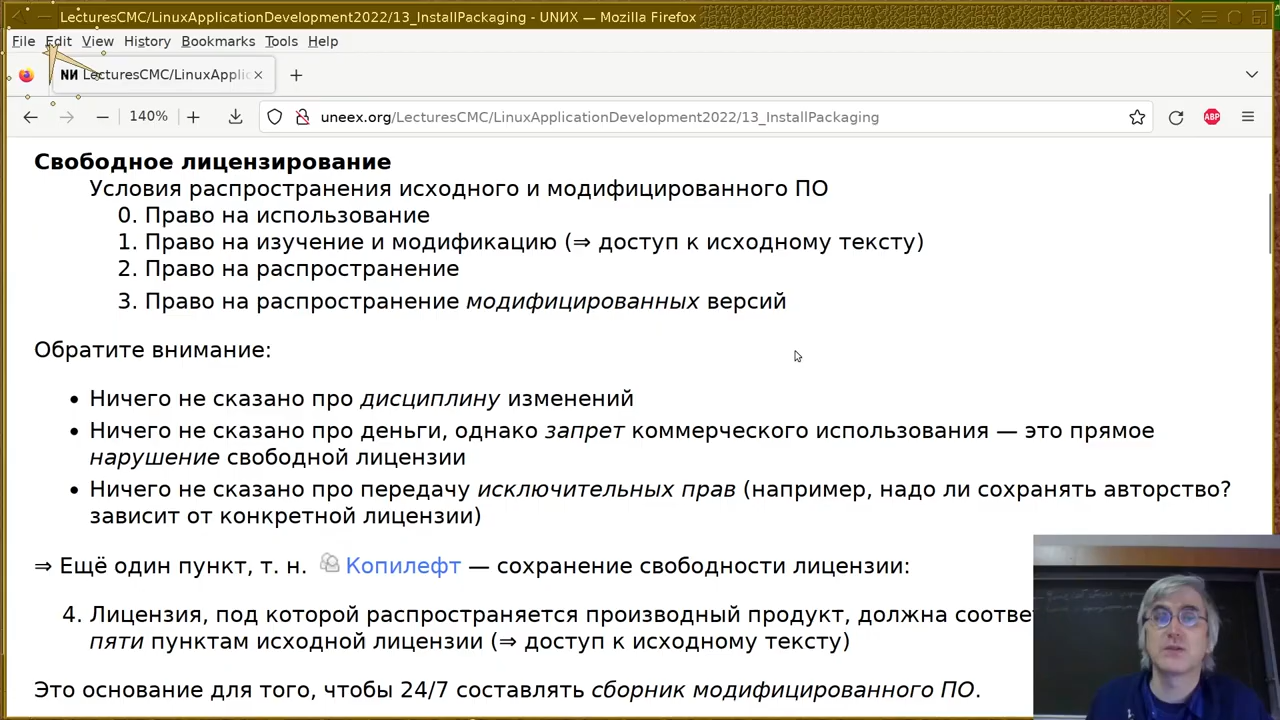 LecturesCMC/LinuxApplicationDevelopment2022/13_InstallPackaging - UNИX — Mozilla Firefox
File Edit View History Bookmarks Tools Help
NИ LecturesCMC/LinuxApplic
140%
uneex.org/LecturesCMC/LinuxApplicationDevelopment2022/13_InstallPackaging
ABP
Свободное лицензирование
Условия распространения исходного и модифицированного ПО
0. Право на использование
1. Право на изучение и модификацию (⇒ доступ к исходному тексту)
2. Право на распространение
3. Право на распространение модифицированных версий
Обратите внимание:
• Ничего не сказано про дисциплину изменений
• Ничего не сказано про деньги, однако запрет коммерческого использования — это прямое
нарушение свободной лицензии
• Ничего не сказано про передачу исключительных прав (например, надо ли сохранять авторство?
зависит от конкретной лицензии)
⇒ Ещё один пункт, т. н. Копилефт — сохранение свободности лицензии:
4. Лицензия, под которой распространяется производный продукт, должна соотве
пяти пунктам исходной лицензии (⇒ доступ к исходному тексту)
Это основание для того, чтобы 24/7 составлять сборник модифицированного ПО.